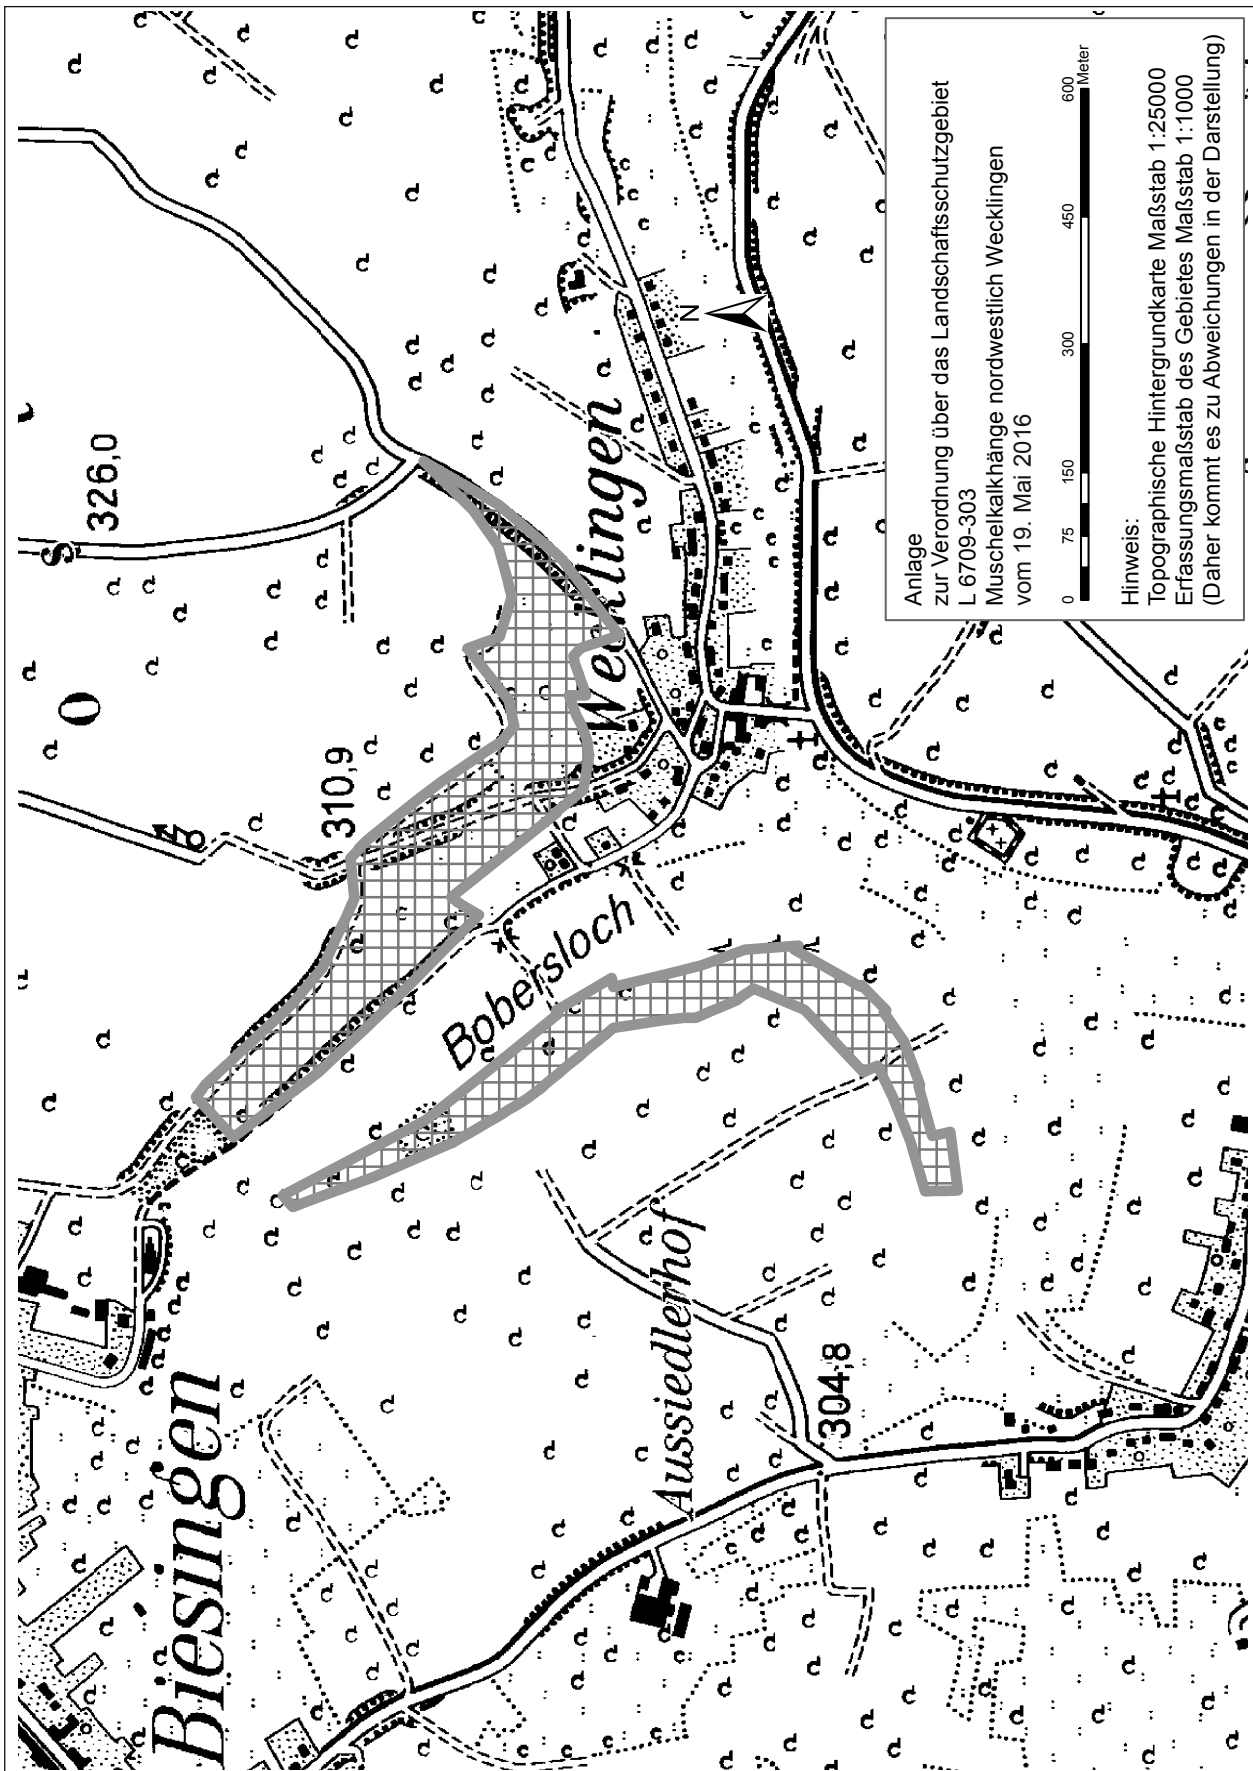 Biesingen
Aussiedlerhof
304,8
Bobersloch
310,9
O
S
326,0
Wecklingen
N
Anlage
zur Verordnung über das Landschaftsschutzgebiet
L 6709-303
Muschelkalkhänge nordwestlich Wecklingen
vom 19. Mai 2016
0 75 150 300 450 600
Meter
Hinweis:
Topographische Hintergrundkarte Maßstab 1:25000
Erfassungsmaßstab des Gebietes Maßstab 1:1000
(Daher kommt es zu Abweichungen in der Darstellung)